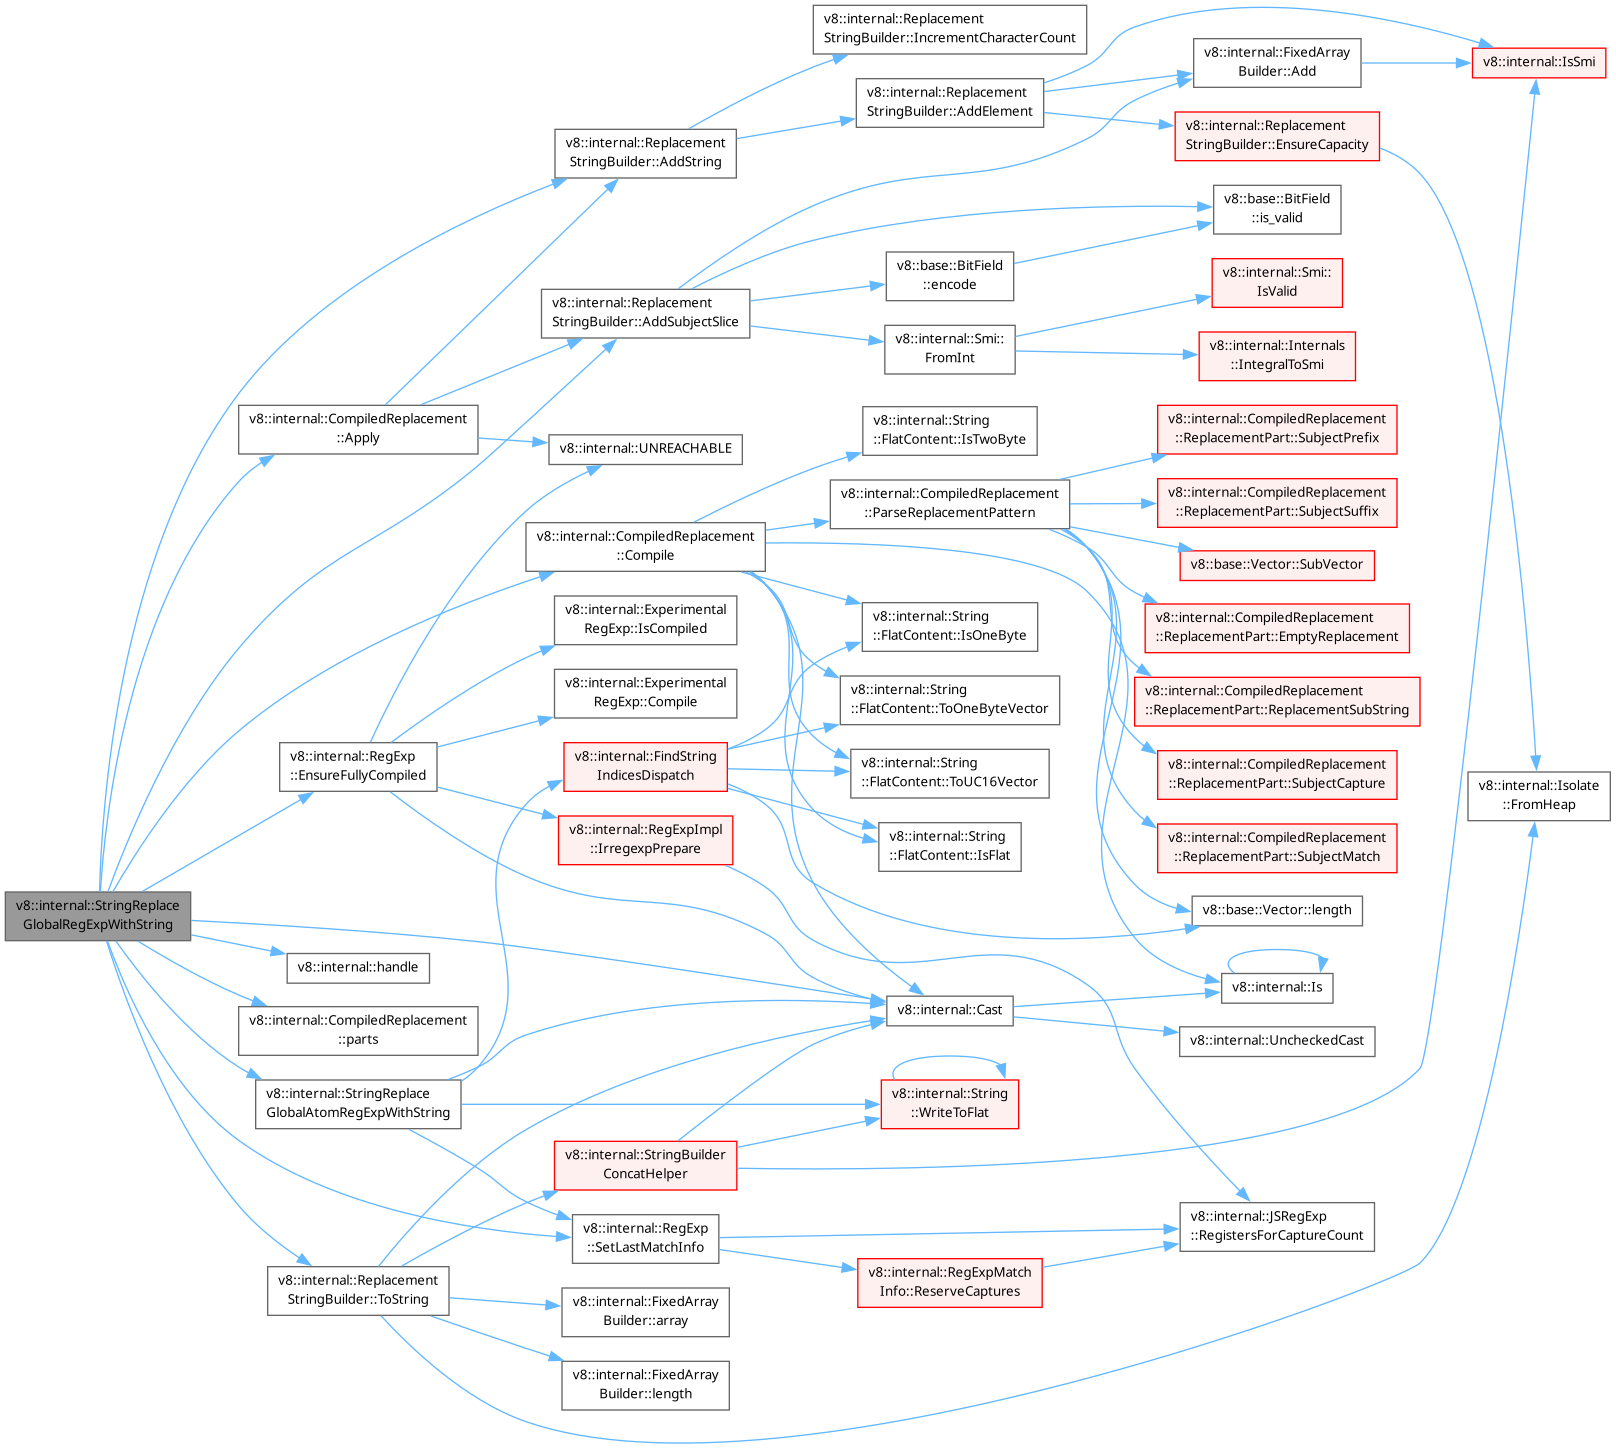 v8::internal::StringReplace
GlobalRegExpWithString
v8::internal::Replacement
StringBuilder::AddString
v8::internal::Replacement
StringBuilder::IncrementCharacterCount
v8::internal::Replacement
StringBuilder::AddElement
v8::internal::FixedArray
Builder::Add
v8::internal::IsSmi
v8::internal::Replacement
StringBuilder::EnsureCapacity
v8::internal::Isolate
::FromHeap
v8::internal::Replacement
StringBuilder::AddSubjectSlice
v8::base::BitField
::is_valid
v8::base::BitField
::encode
v8::internal::Smi::
FromInt
v8::internal::Smi::
IsValid
v8::internal::Internals
::IntegralToSmi
v8::internal::CompiledReplacement
::Apply
v8::internal::UNREACHABLE
v8::internal::CompiledReplacement
::Compile
v8::internal::String
::FlatContent::IsTwoByte
v8::internal::CompiledReplacement
::ParseReplacementPattern
v8::internal::CompiledReplacement
::ReplacementPart::SubjectPrefix
v8::internal::CompiledReplacement
::ReplacementPart::SubjectSuffix
v8::base::Vector::SubVector
v8::internal::CompiledReplacement
::ReplacementPart::EmptyReplacement
v8::internal::CompiledReplacement
::ReplacementPart::ReplacementSubString
v8::internal::CompiledReplacement
::ReplacementPart::SubjectCapture
v8::internal::CompiledReplacement
::ReplacementPart::SubjectMatch
v8::base::Vector::length
v8::internal::Is
v8::internal::String
::FlatContent::IsOneByte
v8::internal::String
::FlatContent::ToOneByteVector
v8::internal::String
::FlatContent::ToUC16Vector
v8::internal::String
::FlatContent::IsFlat
v8::internal::Cast
v8::internal::UncheckedCast
v8::internal::RegExp
::EnsureFullyCompiled
v8::internal::Experimental
RegExp::IsCompiled
v8::internal::Experimental
RegExp::Compile
v8::internal::FindString
IndicesDispatch
v8::internal::RegExpImpl
::IrregexpPrepare
v8::internal::handle
v8::internal::CompiledReplacement
::parts
v8::internal::StringReplace
GlobalAtomRegExpWithString
v8::internal::String
::WriteToFlat
v8::internal::StringBuilder
ConcatHelper
v8::internal::RegExp
::SetLastMatchInfo
v8::internal::JSRegExp
::RegistersForCaptureCount
v8::internal::RegExpMatch
Info::ReserveCaptures
v8::internal::Replacement
StringBuilder::ToString
v8::internal::FixedArray
Builder::array
v8::internal::FixedArray
Builder::length